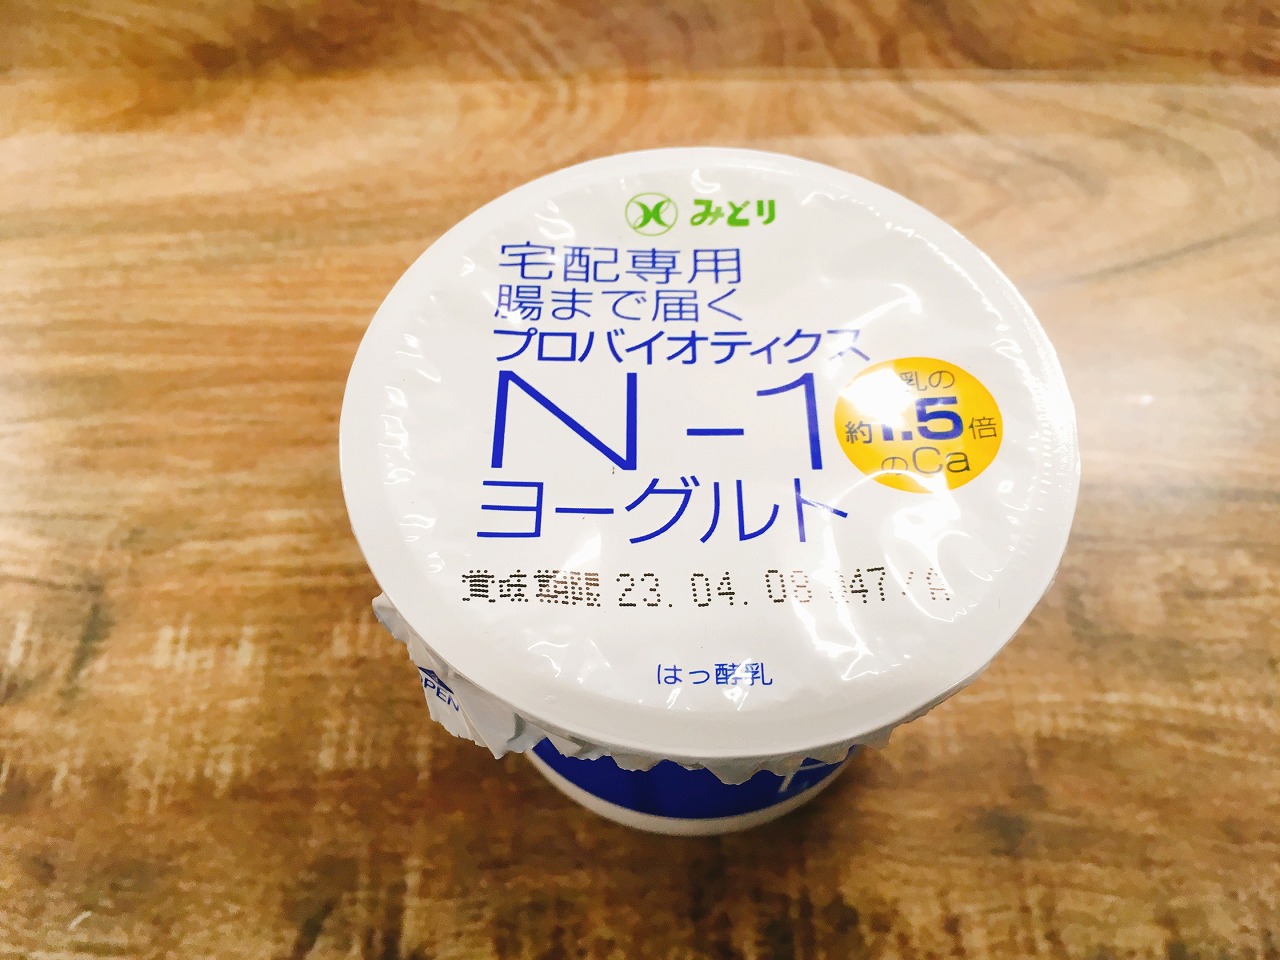 みどり
宅配専用
腸まで届く
プロバイオティクス
N-1
ヨーグルト
乳の
約1.5倍
のCa
賞味期限 23.04.08
はっ酵乳
OPEN